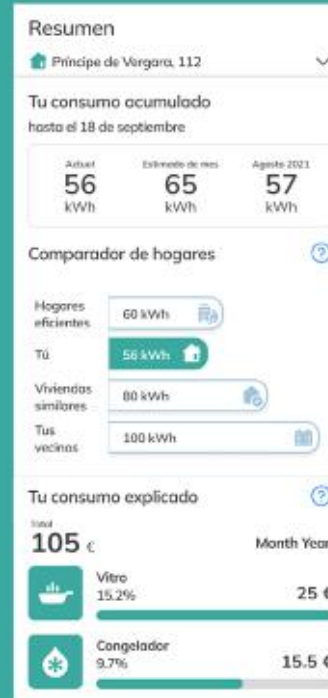 Resumen
Príncipe de Vergara, 112
Tu consumo acumulado
hasta el 18 de septiembre
Actual Estimado de mes Agosto 2021
56 65 57
kWh kWh kWh
Comparador de hogares ?
Hogares
eficientes
60 kWh
Tú 56 kWh
Viviendas
similares
80 kWh
Tus
vecinos
100 kWh
Tu consumo explicado ?
Total
105 € Month Year
Vitro
15.2% 25 €
Congelador
9.7% 15.5 €